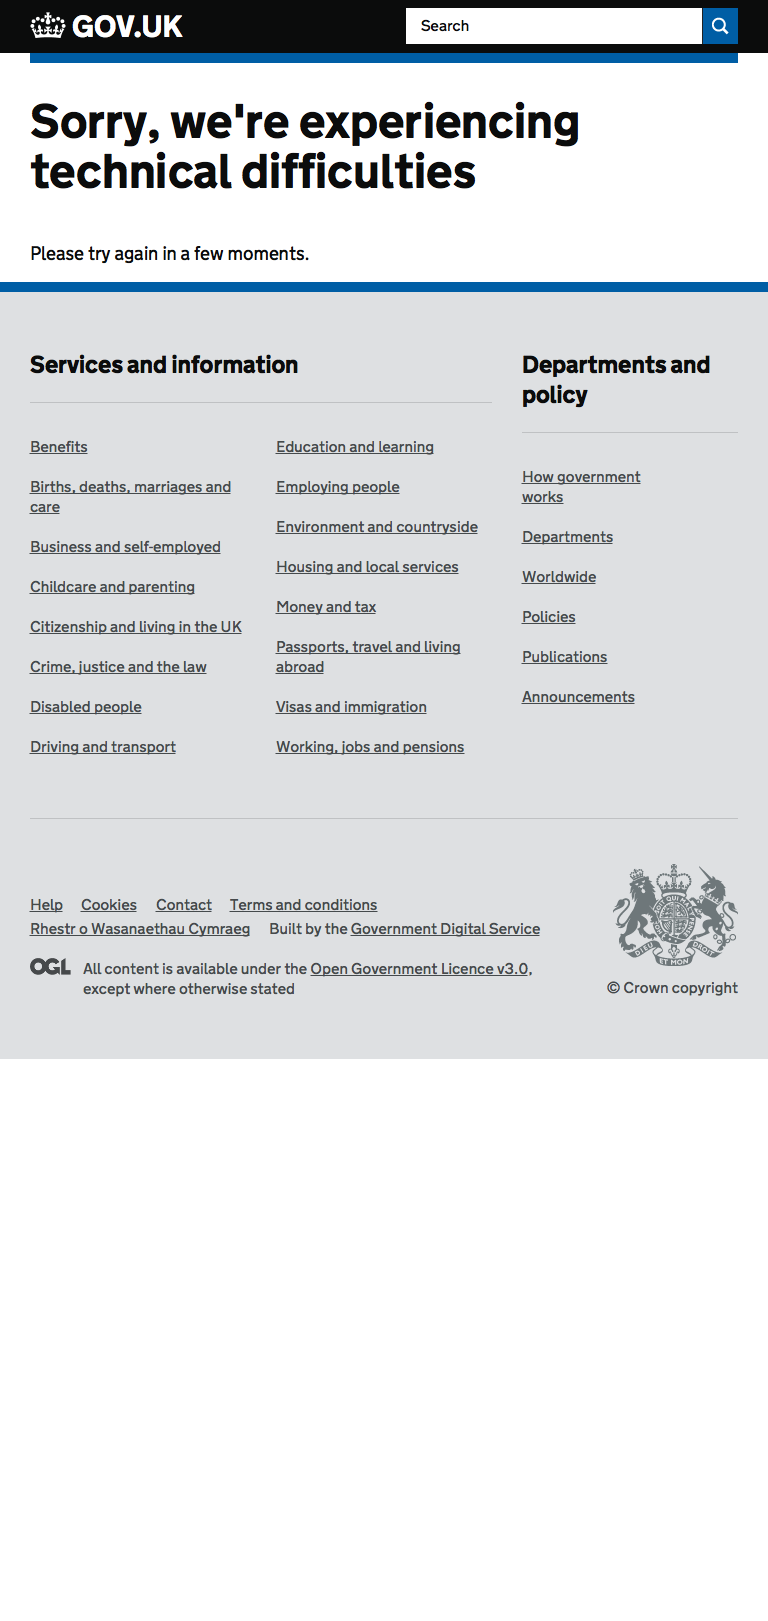 GOV.UK
Search
Sorry, we're experiencing
technical difficulties
Please try again in a few moments.
Services and information
Benefits
Births, deaths, marriages and
care
Business and self-employed
Childcare and parenting
Citizenship and living in the UK
Crime, justice and the law
Disabled people
Driving and transport
Education and learning
Employing people
Environment and countryside
Housing and local services
Money and tax
Passports, travel and living
abroad
Visas and immigration
Working, jobs and pensions
Departments and
policy
How government
works
Departments
Worldwide
Policies
Publications
Announcements
Help Cookies Contact Terms and conditions
Rhestr o Wasanaethau Cymraeg Built by the Government Digital Service
OGL All content is available under the Open Government Licence v3.0,
except where otherwise stated
DIEU ET MON DROIT
© Crown copyright